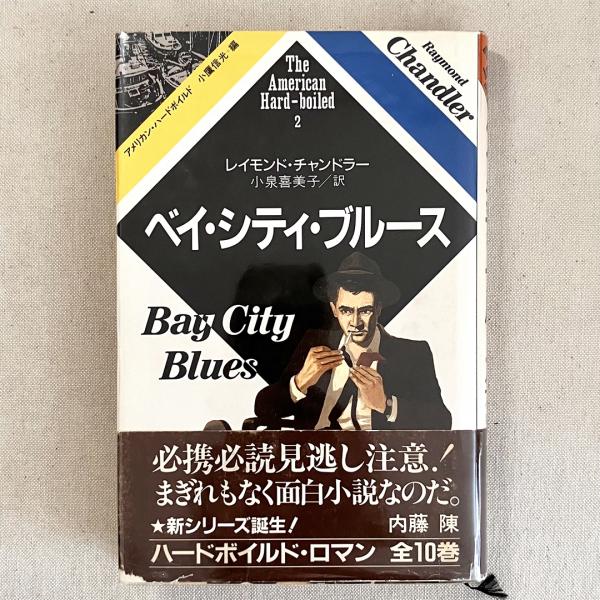 アメリカン・ハードボイルド 小鷹信光・編
The
American
Hard-boiled
2
Raymond
Chandler
レイモンド・チャンドラー
小泉喜美子／訳
ベイ・シティ・ブルース
Bay City
Blues
必携必読見逃し注意！
まぎれもなく面白小説なのだ。
★新シリーズ誕生！ 内藤 陳
ハードボイルド・ロマン 全10巻